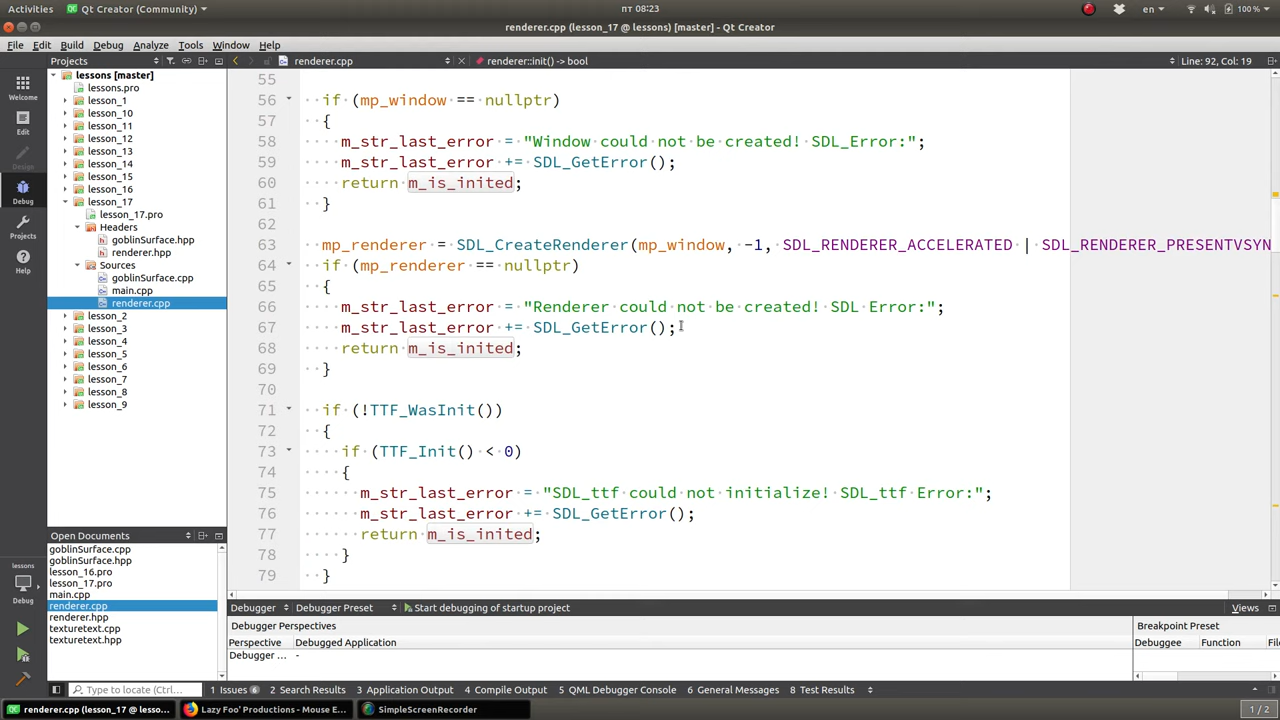 Activities Qt Creator (Community) пт 08:23 en 100 %
renderer.cpp (lesson_17 @ lessons) [master] - Qt Creator
File Edit Build Debug Analyze Tools Window Help
Projects renderer.cpp renderer::init() -> bool Line: 92, Col: 19
Welcome
Edit
Design
Debug
Projects
Help
lessons [master]
lessons.pro
lesson_1
lesson_10
lesson_11
lesson_12
lesson_13
lesson_14
lesson_15
lesson_16
lesson_17
lesson_17.pro
Headers
goblinSurface.hpp
renderer.hpp
Sources
goblinSurface.cpp
main.cpp
renderer.cpp
lesson_2
lesson_3
lesson_4
lesson_5
lesson_6
lesson_7
lesson_8
lesson_9
55
56 if (mp_window == nullptr)
57 {
58 m_str_last_error = "Window could not be created! SDL_Error:";
59 m_str_last_error += SDL_GetError();
60 return m_is_inited;
61 }
62
63 mp_renderer = SDL_CreateRenderer(mp_window, -1, SDL_RENDERER_ACCELERATED | SDL_RENDERER_PRESENTVSYN
64 if (mp_renderer == nullptr)
65 {
66 m_str_last_error = "Renderer could not be created! SDL Error:";
67 m_str_last_error += SDL_GetError();
68 return m_is_inited;
69 }
70
71 if (!TTF_WasInit())
72 {
73 if (TTF_Init() < 0)
74 {
75 m_str_last_error = "SDL_ttf could not initialize! SDL_ttf Error:";
76 m_str_last_error += SDL_GetError();
77 return m_is_inited;
78 }
79 }
Open Documents
goblinSurface.cpp
goblinSurface.hpp
lesson_16.pro
lesson_17.pro
main.cpp
renderer.cpp
renderer.hpp
texturetext.cpp
texturetext.hpp
lessons
Debug
Debugger Debugger Preset Start debugging of startup project Views
Debugger Perspectives Breakpoint Preset
Perspective Debugged Application Debuggee Function Fi
Debugger ... -
Type to locate (Ctrl-... 1 Issues 6 2 Search Results 3 Application Output 4 Compile Output 5 QML Debugger Console 6 General Messages 8 Test Results
renderer.cpp (lesson_17 @ lesso... Lazy Foo' Productions - Mouse E... SimpleScreenRecorder 1 / 2